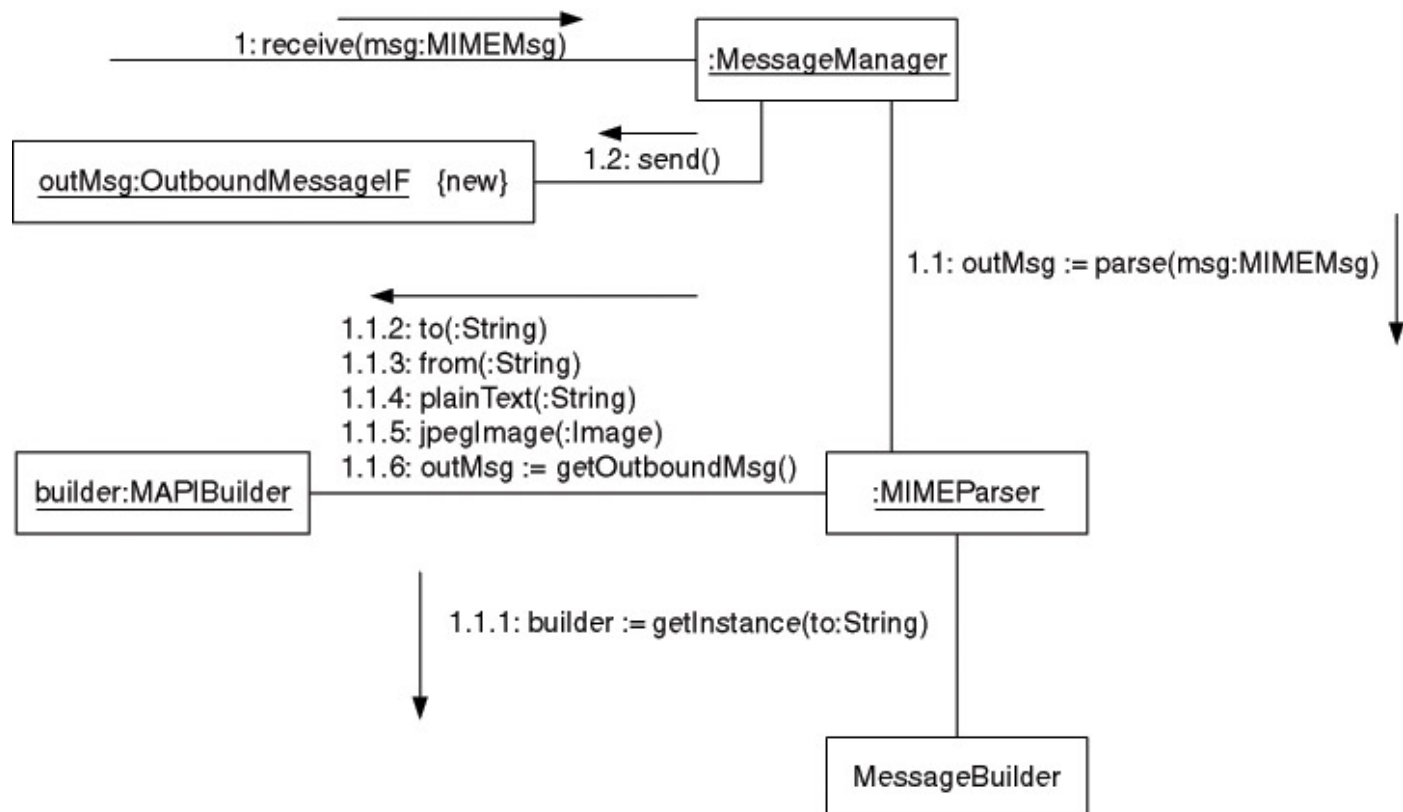 1: receive(msg:MIMEMsg)
:MessageManager
1.2: send()
outMsg:OutboundMessageIF {new}
1.1: outMsg := parse(msg:MIMEMsg)
1.1.2: to(:String)
1.1.3: from(:String)
1.1.4: plainText(:String)
1.1.5: jpegImage(:Image)
1.1.6: outMsg := getOutboundMsg()
builder:MAPIBuilder
:MIMEParser
1.1.1: builder := getInstance(to:String)
MessageBuilder